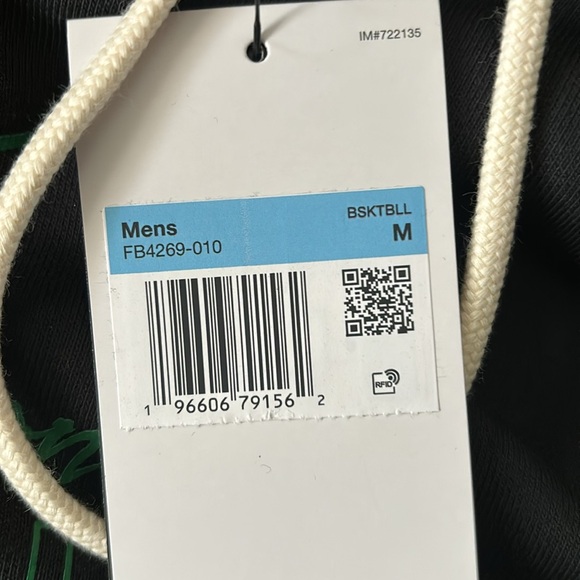 IM#722135
Mens
BSKTBLL
FB4269-010
M
RFID
1 96606 79156 2